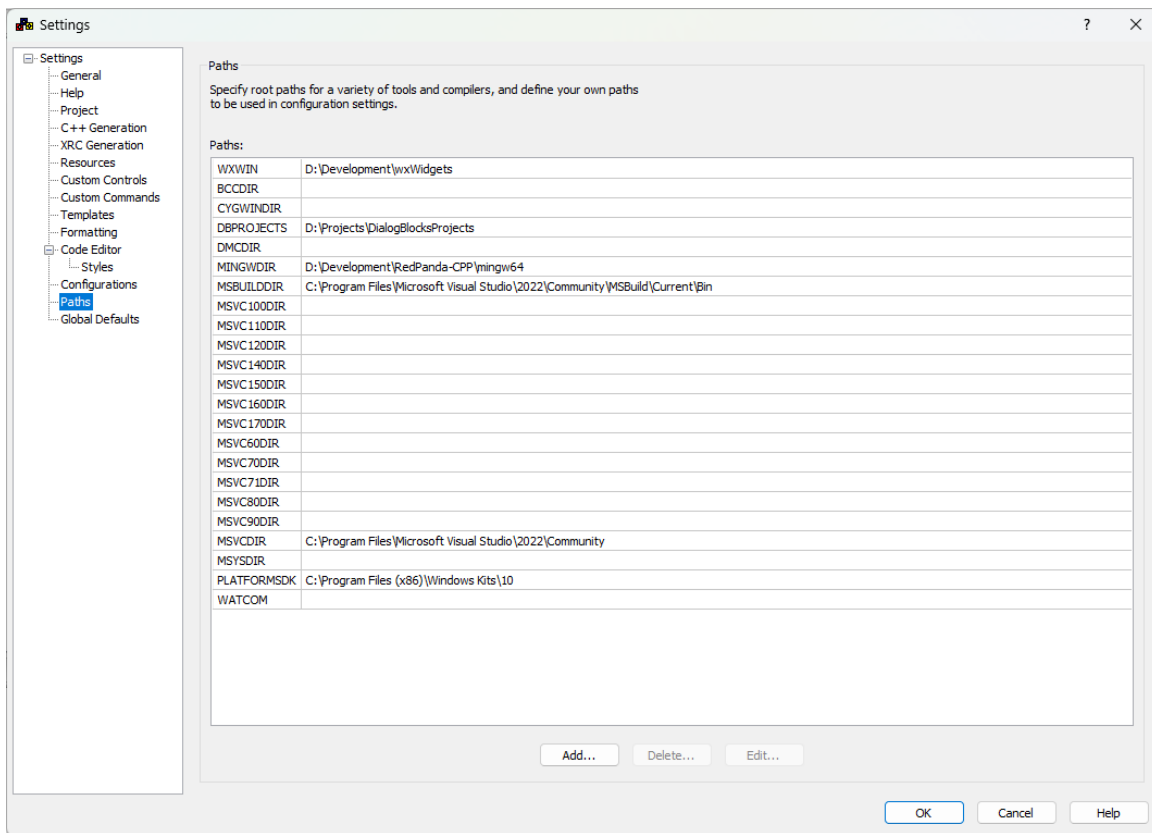 Settings
? ×
Settings
General
Help
Project
C++ Generation
XRC Generation
Resources
Custom Controls
Custom Commands
Templates
Formatting
Code Editor
Styles
Configurations
Paths
Global Defaults
Paths
Specify root paths for a variety of tools and compilers, and define your own paths
to be used in configuration settings.
Paths:
WXWIN D:\Development\wxWidgets
BCCDIR
CYGWINDIR
DBPROJECTS D:\Projects\DialogBlocksProjects
DMCDIR
MINGWDIR D:\Development\RedPanda-CPP\mingw64
MSBUILDDIR C:\Program Files\Microsoft Visual Studio\2022\Community\MSBuild\Current\Bin
MSVC100DIR
MSVC110DIR
MSVC120DIR
MSVC140DIR
MSVC150DIR
MSVC160DIR
MSVC170DIR
MSVC60DIR
MSVC70DIR
MSVC71DIR
MSVC80DIR
MSVC90DIR
MSVCDIR C:\Program Files\Microsoft Visual Studio\2022\Community
MSYSDIR
PLATFORMSDK C:\Program Files (x86)\Windows Kits\10
WATCOM
Add... Delete... Edit...
OK Cancel Help